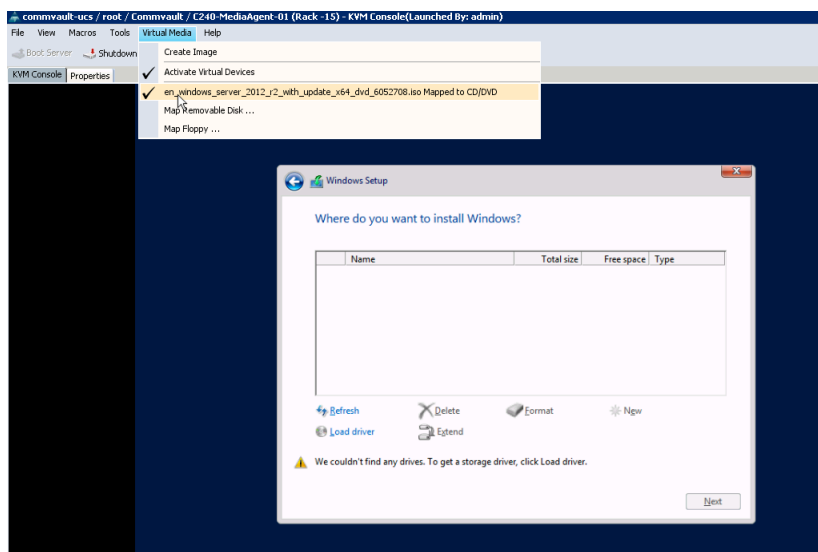 commvault-ucs / root / Commvault / C240-MediaAgent-01 (Rack -15) - KVM Console(Launched By: admin)
File View Macros Tools Virtual Media Help
Boot Server Shutdown
Create Image
KVM Console Properties
Activate Virtual Devices
en_windows_server_2012_r2_with_update_x64_dvd_6052708.iso Mapped to CD/DVD
Map Removable Disk ...
Map Floppy ...
Windows Setup
Where do you want to install Windows?
Name Total size Free space Type
Refresh Delete Format New
Load driver Extend
We couldn't find any drives. To get a storage driver, click Load driver.
Next